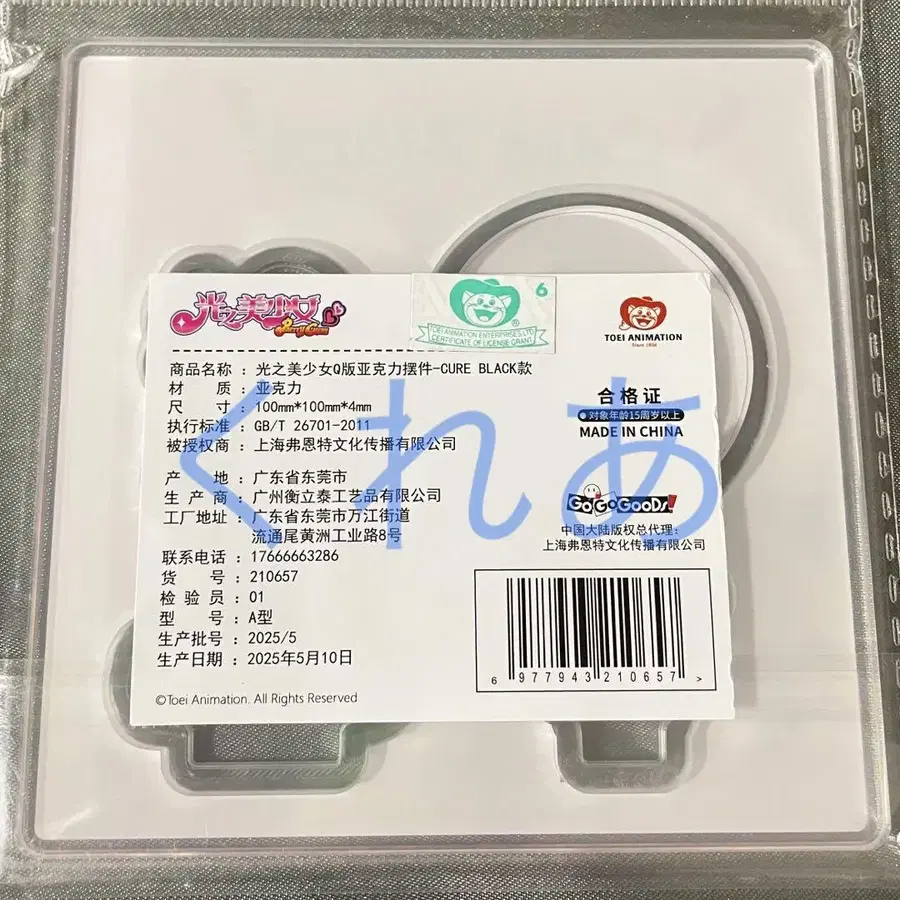 光之美少女
Pretty Cure
6
TOEI ANIMATION ENTERPRISES LTD
CERTIFICATE OF LICENSE GRANT
TOEI ANIMATION
Since 1956
商品名称：光之美少女Q版亚克力摆件-CURE BLACK款
材　质：亚克力
尺　寸：100mm*100mm*4mm
执行标准：GB/T 26701-2011
被授权商：上海弗恩特文化传播有限公司
合格证
对象年龄15周岁以上
MADE IN CHINA
くれあ
产　地：广东省东莞市
生产商：广州衡立泰工艺品有限公司
工厂地址：广东省东莞市万江街道
流通尾黄洲工业路8号
联系电话：17666663286
货　号：210657
检验员：01
型　号：A型
生产批号：2025/5
生产日期：2025年5月10日
GoGoGooDs!
中国大陆版权总代理：
上海弗恩特文化传播有限公司
6 977943 210657 >
©Toei Animation. All Rights Reserved